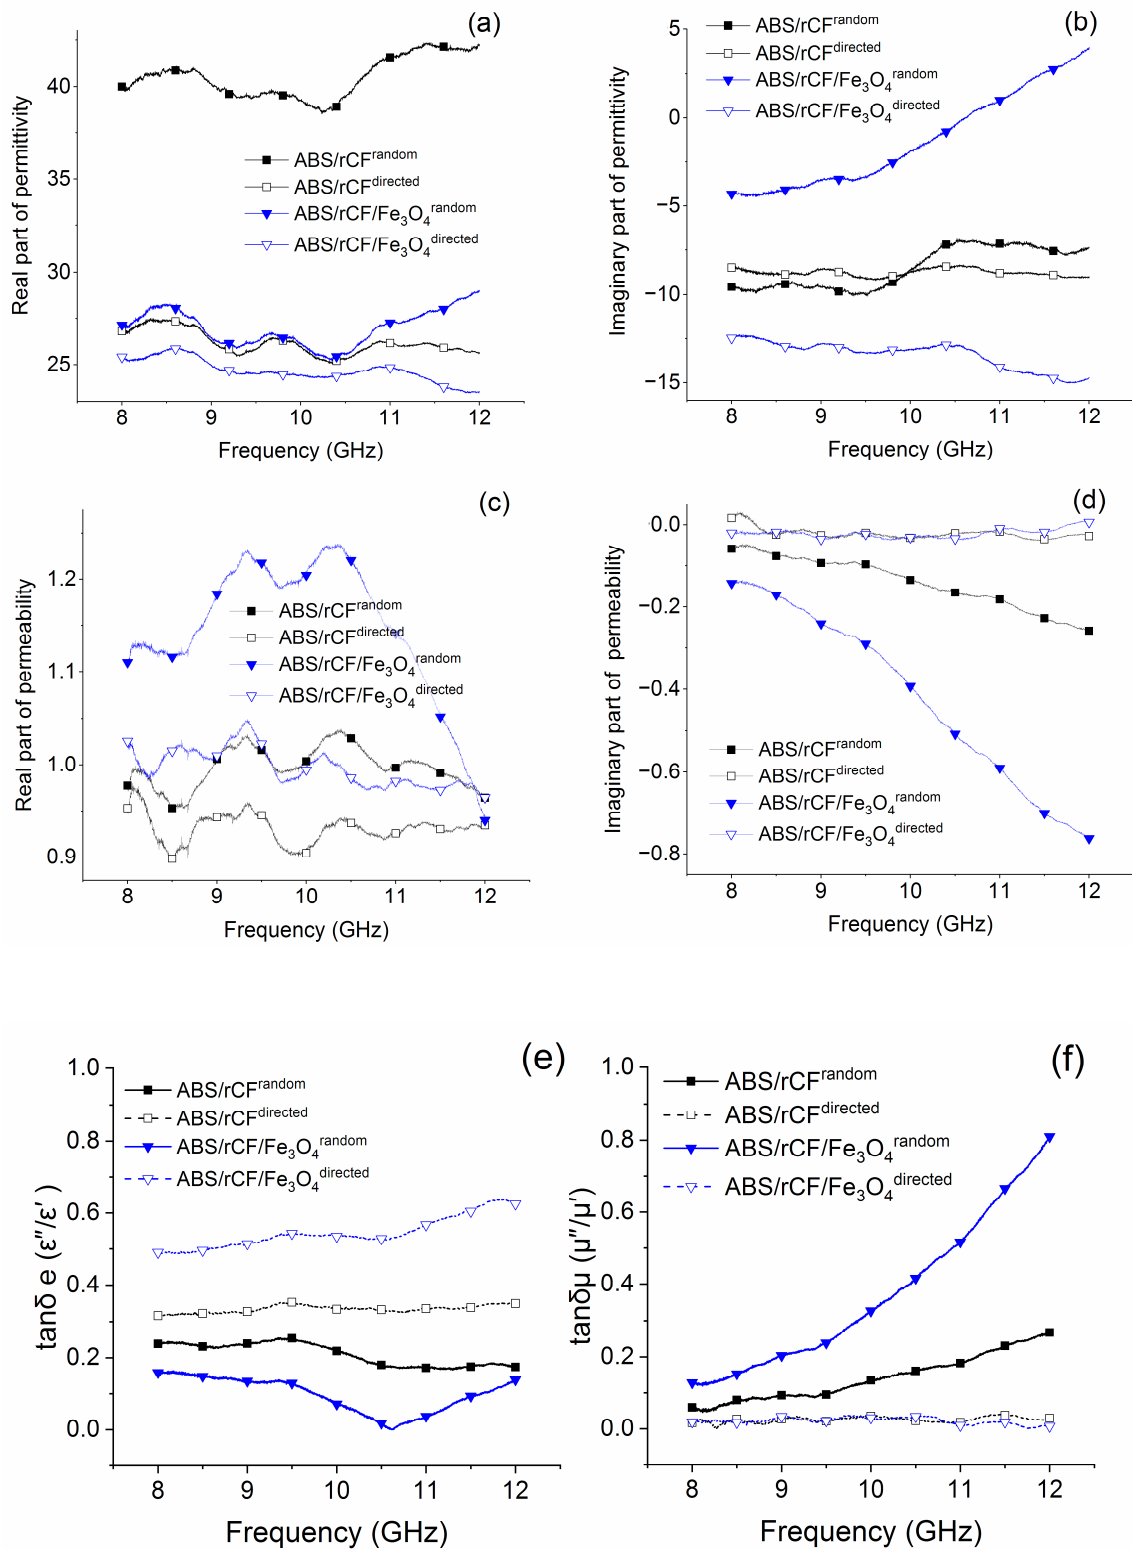 (a)
Real part of permittivity
40
35
30
25
ABS/rCF^random
ABS/rCF^directed
ABS/rCF/Fe₃O₄^random
ABS/rCF/Fe₃O₄^directed
8 9 10 11 12
Frequency (GHz)
(b)
Imaginary part of permittivity
5
0
−5
−10
−15
ABS/rCF^random
ABS/rCF^directed
ABS/rCF/Fe₃O₄^random
ABS/rCF/Fe₃O₄^directed
8 9 10 11 12
Frequency (GHz)
(c)
Real part of permeability
1.2
1.1
1.0
0.9
ABS/rCF^random
ABS/rCF^directed
ABS/rCF/Fe₃O₄^random
ABS/rCF/Fe₃O₄^directed
8 9 10 11 12
Frequency (GHz)
(d)
Imaginary part of permeability
0.0
−0.2
−0.4
−0.6
−0.8
ABS/rCF^random
ABS/rCF^directed
ABS/rCF/Fe₃O₄^random
ABS/rCF/Fe₃O₄^directed
8 9 10 11 12
Frequency (GHz)
(e)
tanδ e (ε″/ε′)
1.0
0.8
0.6
0.4
0.2
0.0
ABS/rCF^random
ABS/rCF^directed
ABS/rCF/Fe₃O₄^random
ABS/rCF/Fe₃O₄^directed
8 9 10 11 12
Frequency (GHz)
(f)
tanδμ (μ″/μ′)
1.0
0.8
0.6
0.4
0.2
0.0
ABS/rCF^random
ABS/rCF^directed
ABS/rCF/Fe₃O₄^random
ABS/rCF/Fe₃O₄^directed
8 9 10 11 12
Frequency (GHz)